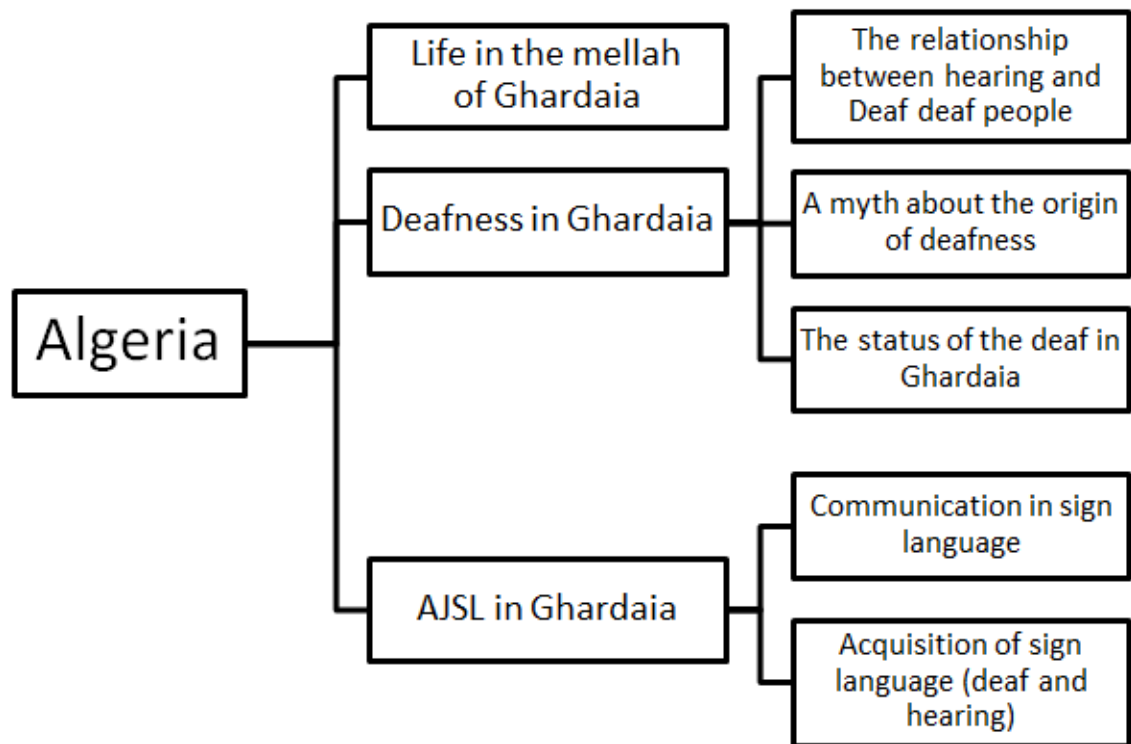 Algeria
Life in the mellah
of Ghardaia
Deafness in Ghardaia
AJSL in Ghardaia
The relationship
between hearing and
Deaf deaf people
A myth about the origin
of deafness
The status of the deaf in
Ghardaia
Communication in sign
language
Acquisition of sign
language (deaf and
hearing)